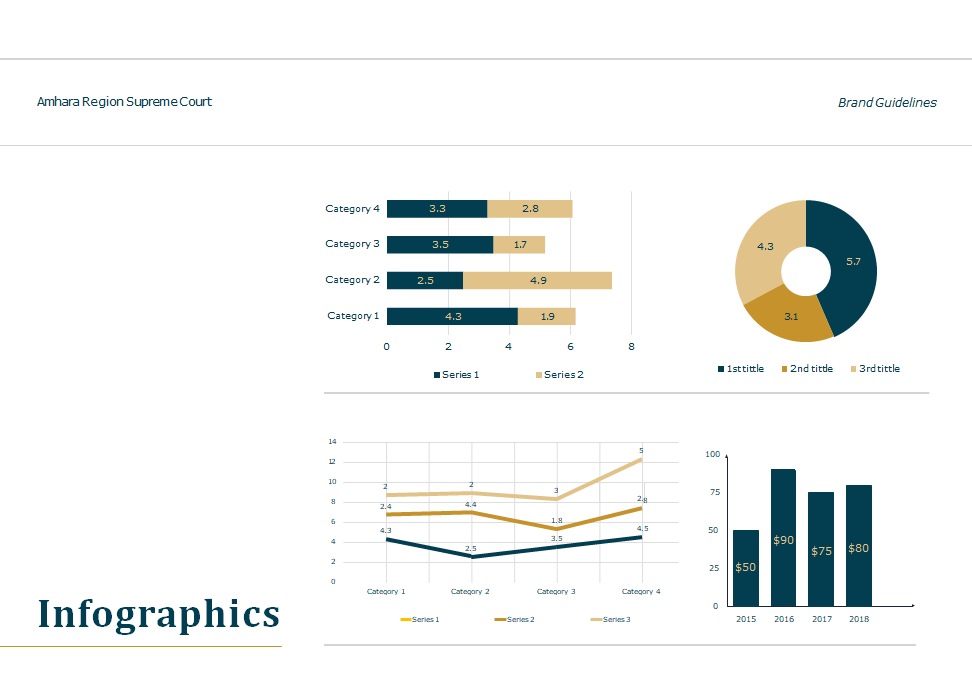 Amhara Region Supreme Court
Brand Guidelines
Category 4 3.3 2.8
Category 3 3.5 1.7
Category 2 2.5 4.9
Category 1 4.3 1.9
0 2 4 6 8
Series 1 Series 2
4.3 5.7
3.1
1st tittle 2nd tittle 3rd tittle
14
12
10
8
6
4
2
0
2 2 3 5
2.4 4.4 1.8 2.8
4.3 2.5 3.5 4.5
Category 1 Category 2 Category 3 Category 4
Series 1 Series 2 Series 3
100
75
50
25
0
$50 $90 $75 $80
2015 2016 2017 2018
Infographics